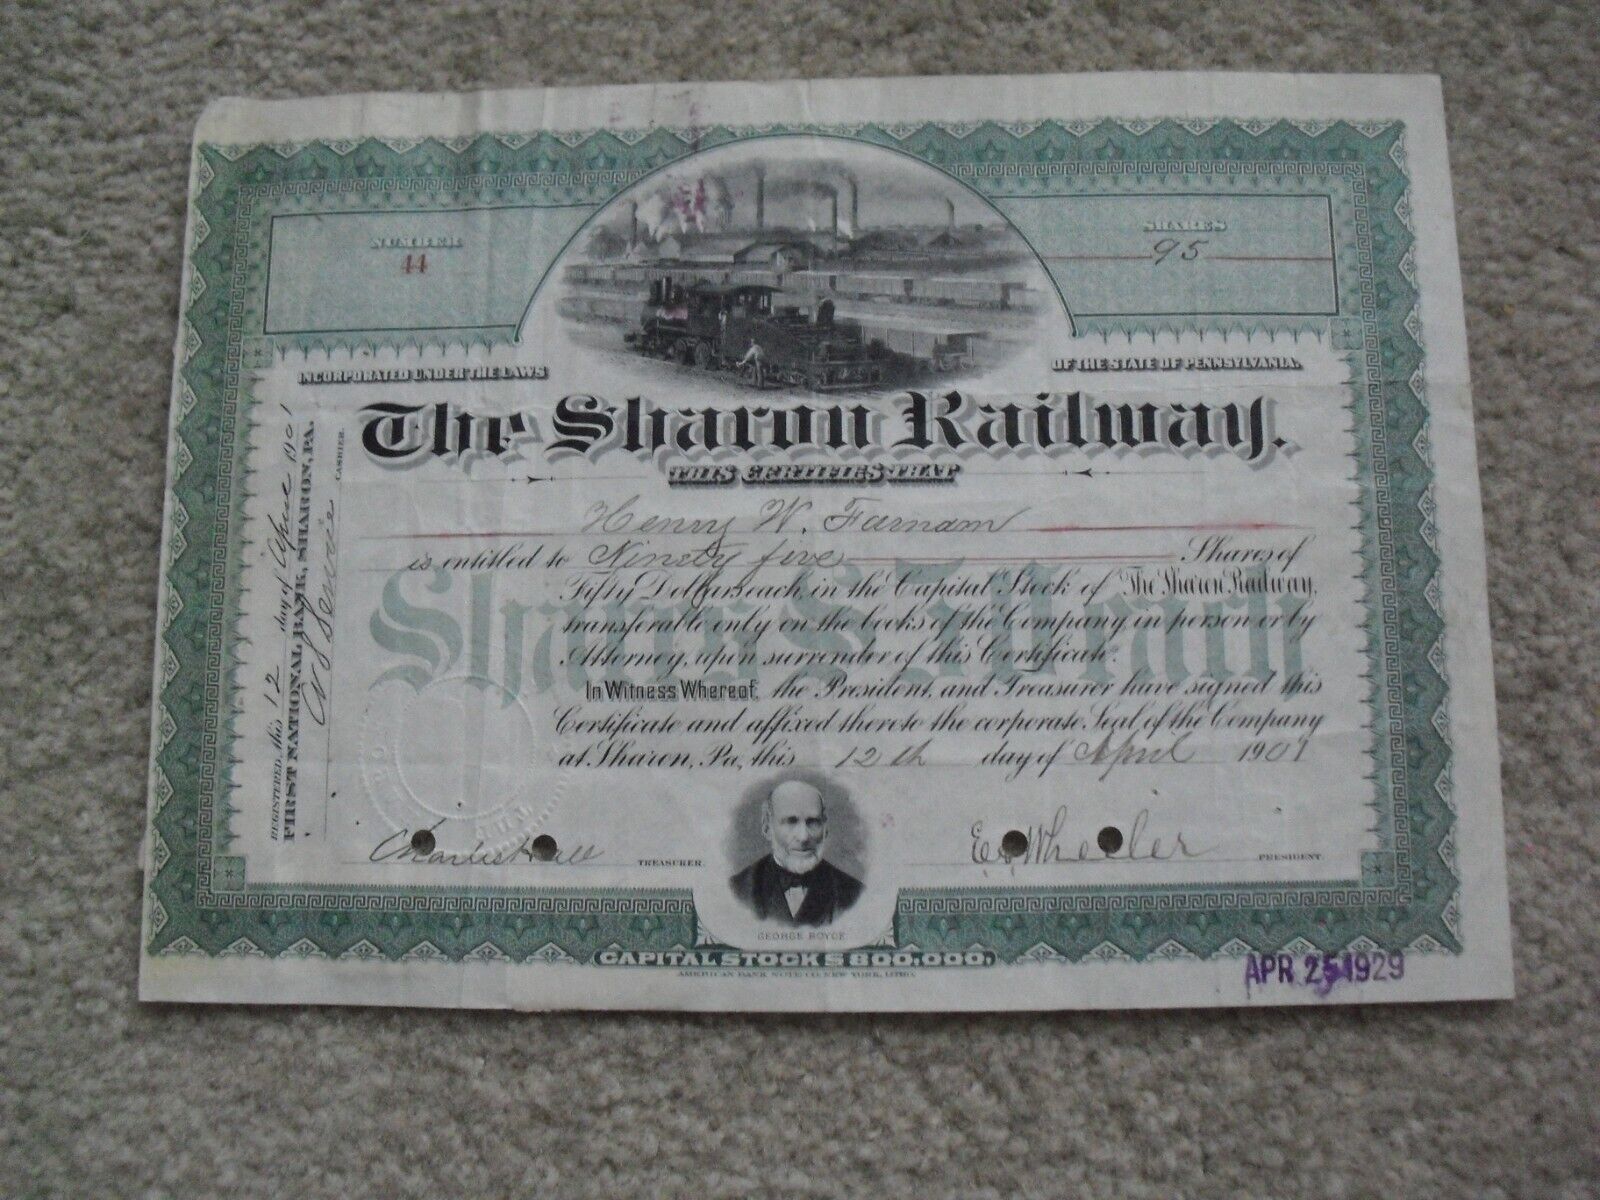 NUMBER
44
SHARES
95
INCORPORATED UNDER THE LAWS
OF THE STATE OF PENNSYLVANIA.
The Sharon Railway.
THIS CERTIFIES THAT
Henry W. Farnam
is entitled to Ninety five Shares of
Fifty Dollars each, in the Capital Stock of The Sharon Railway,
transferable only on the books of the Company in person or by
Attorney, upon surrender of this Certificate.
In Witness Whereof, the President and Treasurer have signed this
Certificate and affixed thereto the corporate Seal of the Company
at Sharon, Pa, this 12th day of April 1901
Shares $50 Each
Charles Hall TREASURER.
Wheeler PRESIDENT.
GEORGE BOYCE
CAPITAL STOCK $800,000.
AMERICAN BANK NOTE CO. NEW YORK, LITHO.
APR 25 1929
REGISTERED, this 12 day of April 1901
FIRST NATIONAL BANK, SHARON, PA.
CASHIER.